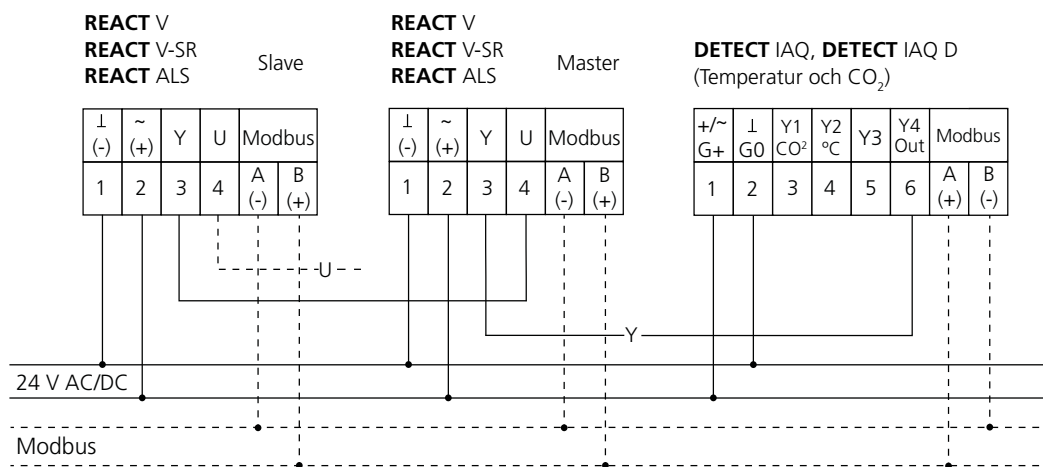 REACT V
REACT V-SR
REACT ALS
Slave
⊥ (-) ~ (+) Y U Modbus
1 2 3 4 A (-) B (+)
REACT V
REACT V-SR
REACT ALS
Master
⊥ (-) ~ (+) Y U Modbus
1 2 3 4 A (-) B (+)
DETECT IAQ, DETECT IAQ D
(Temperatur och CO₂)
+/~ G+ ⊥ G0 Y1 CO² Y2 ºC Y3 Y4 Out Modbus
1 2 3 4 5 6 A (+) B (-)
U
Y
24 V AC/DC
Modbus